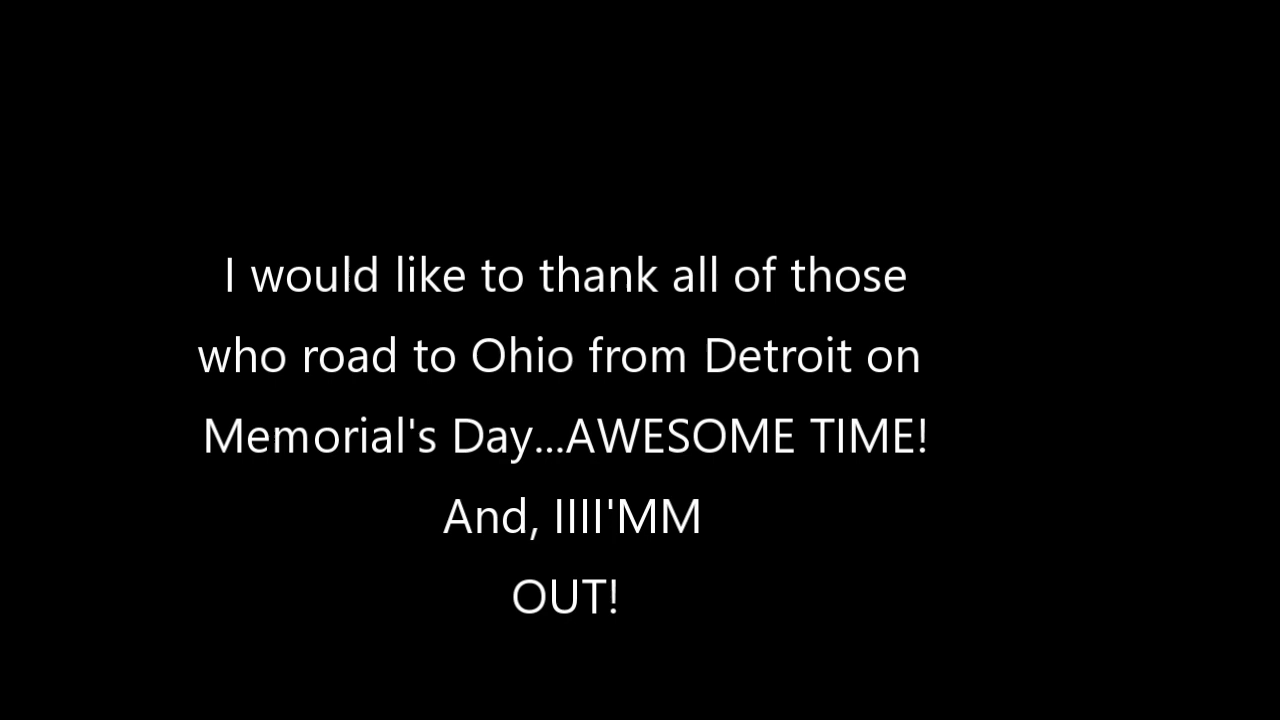 I would like to thank all of those
who road to Ohio from Detroit on
Memorial's Day...AWESOME TIME!
And, IIII'MM
OUT!